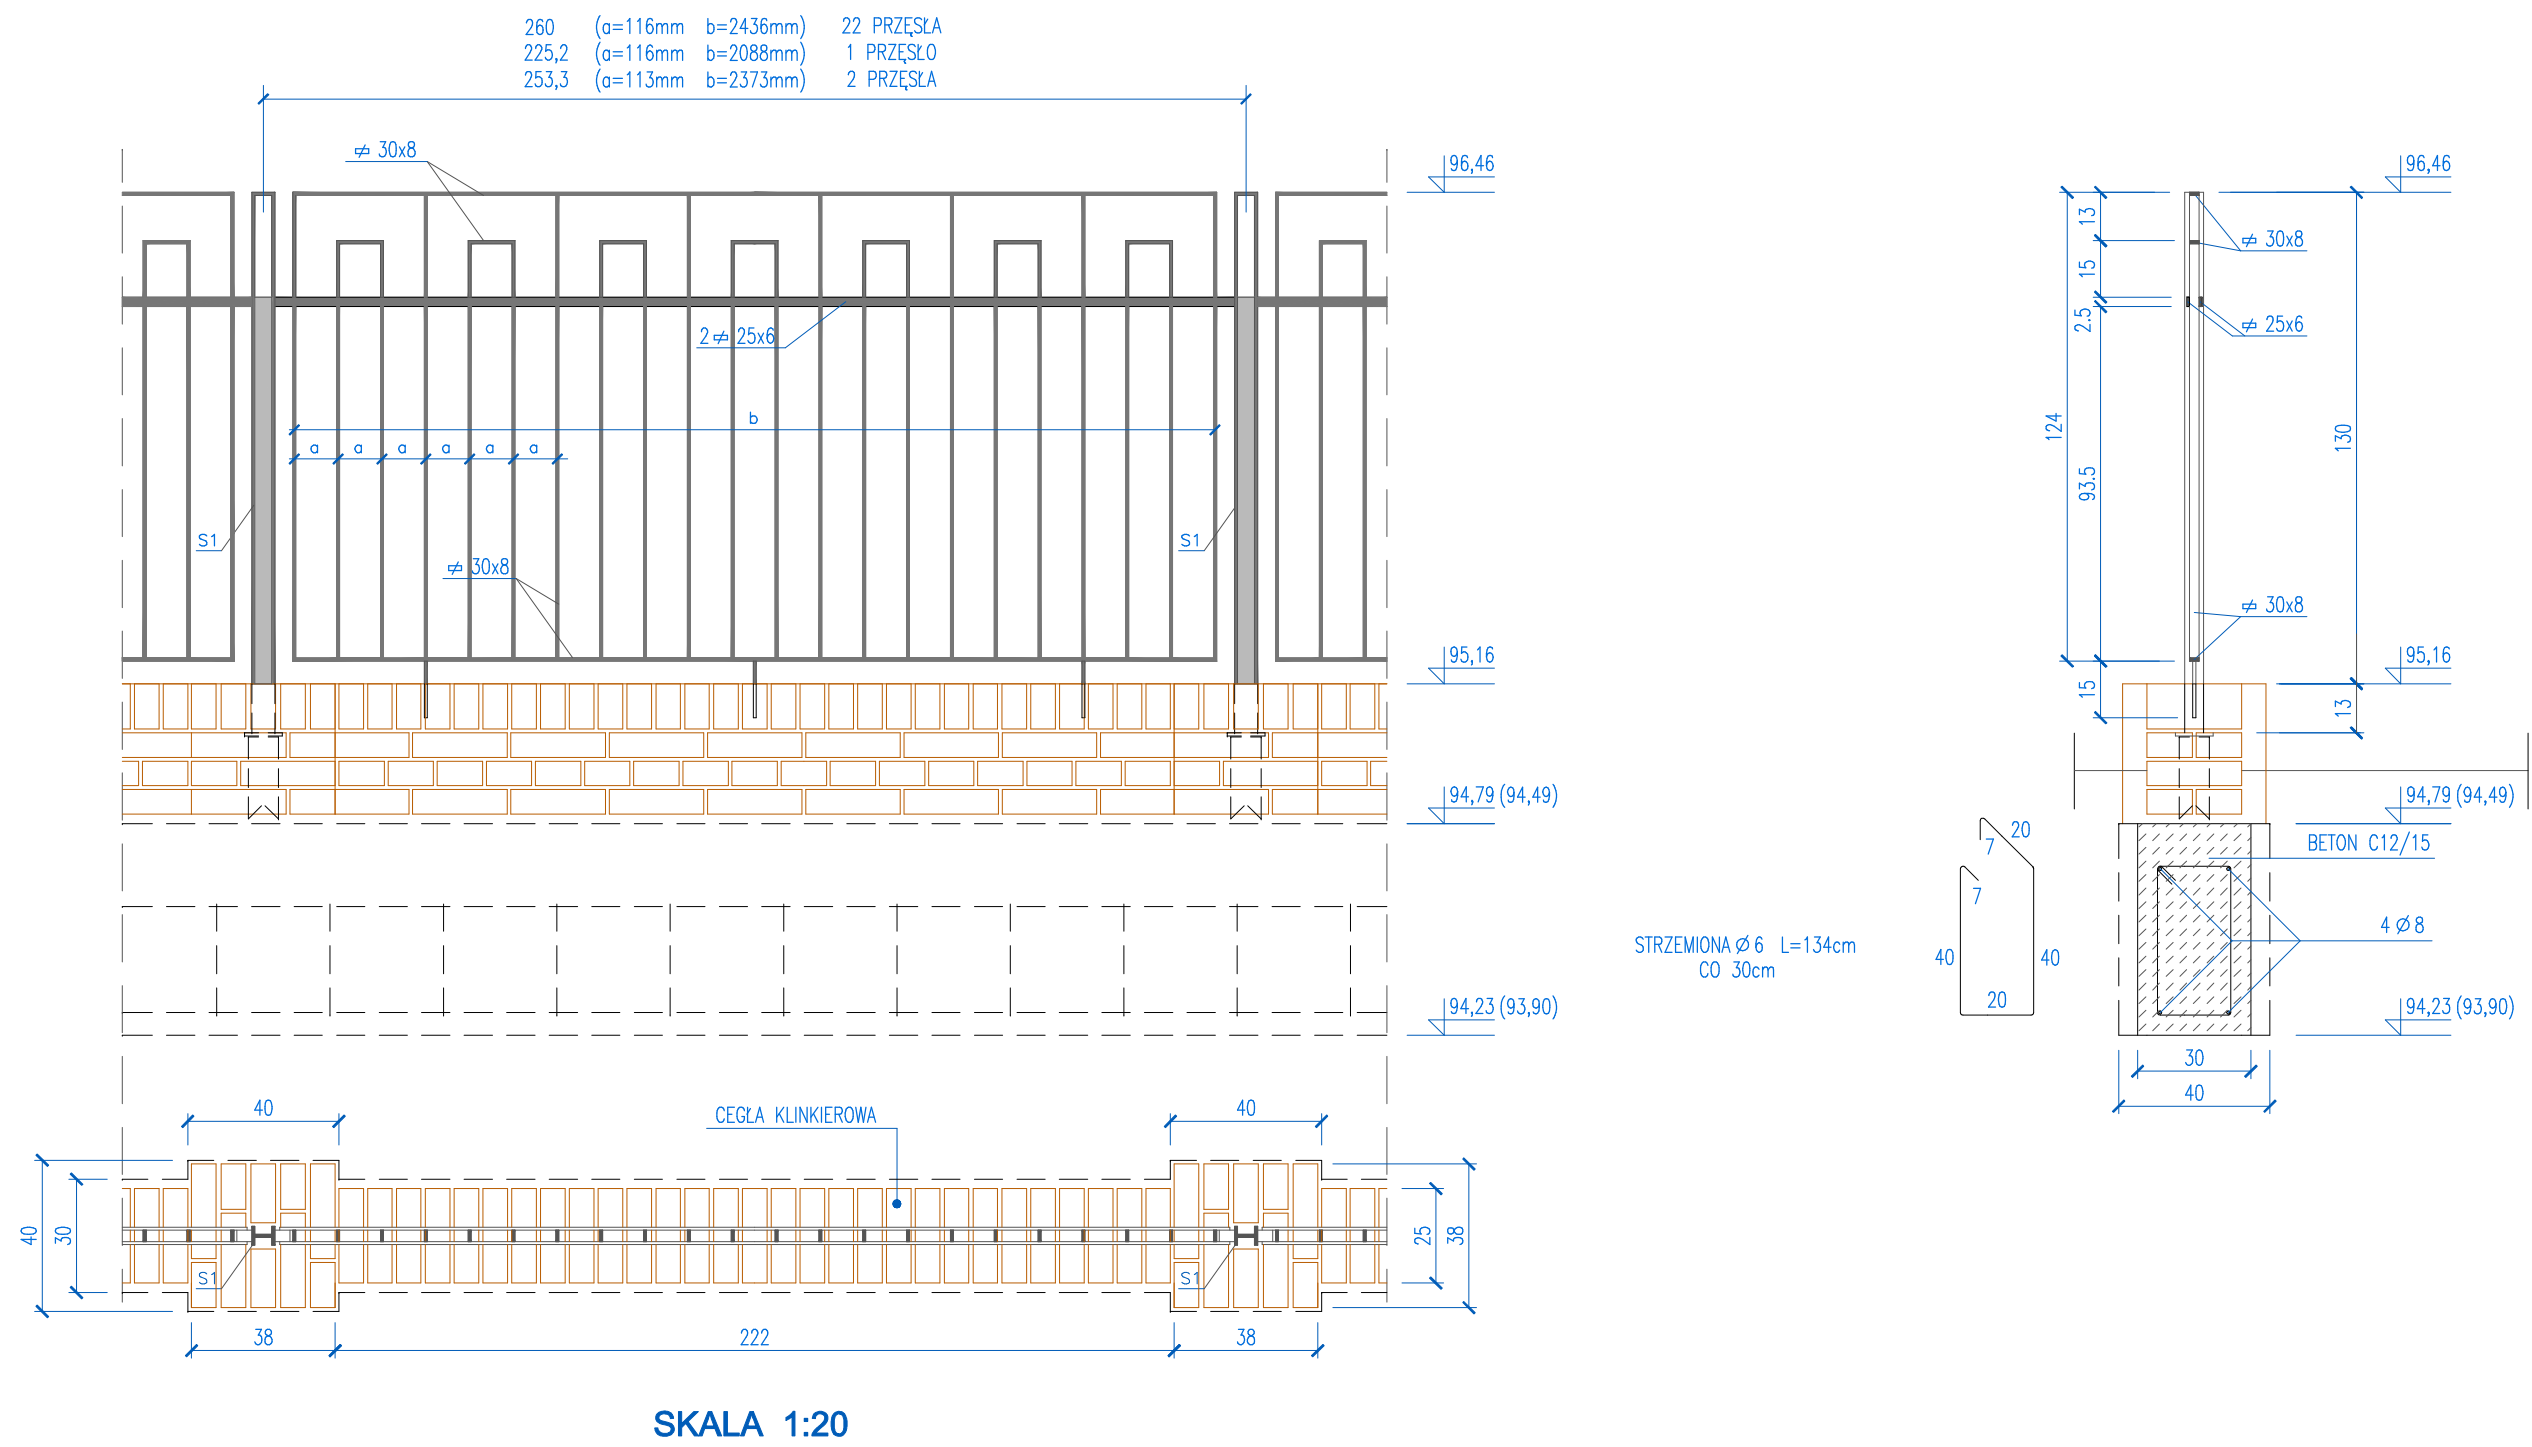 260 (a=116mm b=2436mm) 22 PRZĘSŁA
225,2 (a=116mm b=2088mm) 1 PRZĘSŁO
253,3 (a=113mm b=2373mm) 2 PRZĘSŁA
30x8
96,46
2 25x6
b
a a a a a a
S1
S1
30x8
95,16
94,79 (94,49)
94,23 (93,90)
40
CEGŁA KLINKIEROWA
40
40
30
25
38
S1
S1
38
222
38
SKALA 1:20
96,46
13
30x8
15
2.5
25x6
124
130
93.5
30x8
95,16
15
13
94,79 (94,49)
BETON C12/15
20
7
7
4 Ø 8
STRZEMIONA Ø 6 L=134cm
CO 30cm
40
40
20
94,23 (93,90)
30
40